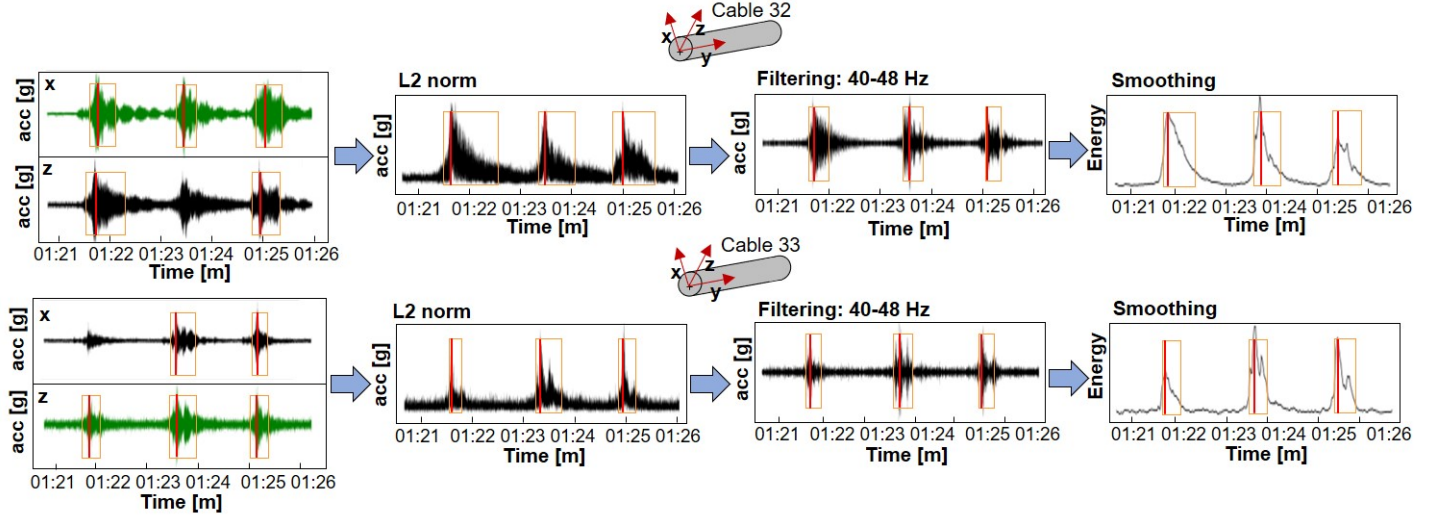 Cable 32
x z y
L2 norm
Filtering: 40-48 Hz
Smoothing
x
acc [g]
z
acc [g]
01:21 01:22 01:23 01:24 01:25 01:26
Time [m]
acc [g]
01:21 01:22 01:23 01:24 01:25 01:26
Time [m]
acc [g]
01:21 01:22 01:23 01:24 01:25 01:26
Time [m]
Energy
01:21 01:22 01:23 01:24 01:25 01:26
Time [m]
Cable 33
x z y
L2 norm
Filtering: 40-48 Hz
Smoothing
x
acc [g]
z
acc [g]
01:21 01:22 01:23 01:24 01:25 01:26
Time [m]
acc [g]
01:21 01:22 01:23 01:24 01:25 01:26
Time [m]
acc [g]
01:21 01:22 01:23 01:24 01:25 01:26
Time [m]
Energy
01:21 01:22 01:23 01:24 01:25 01:26
Time [m]